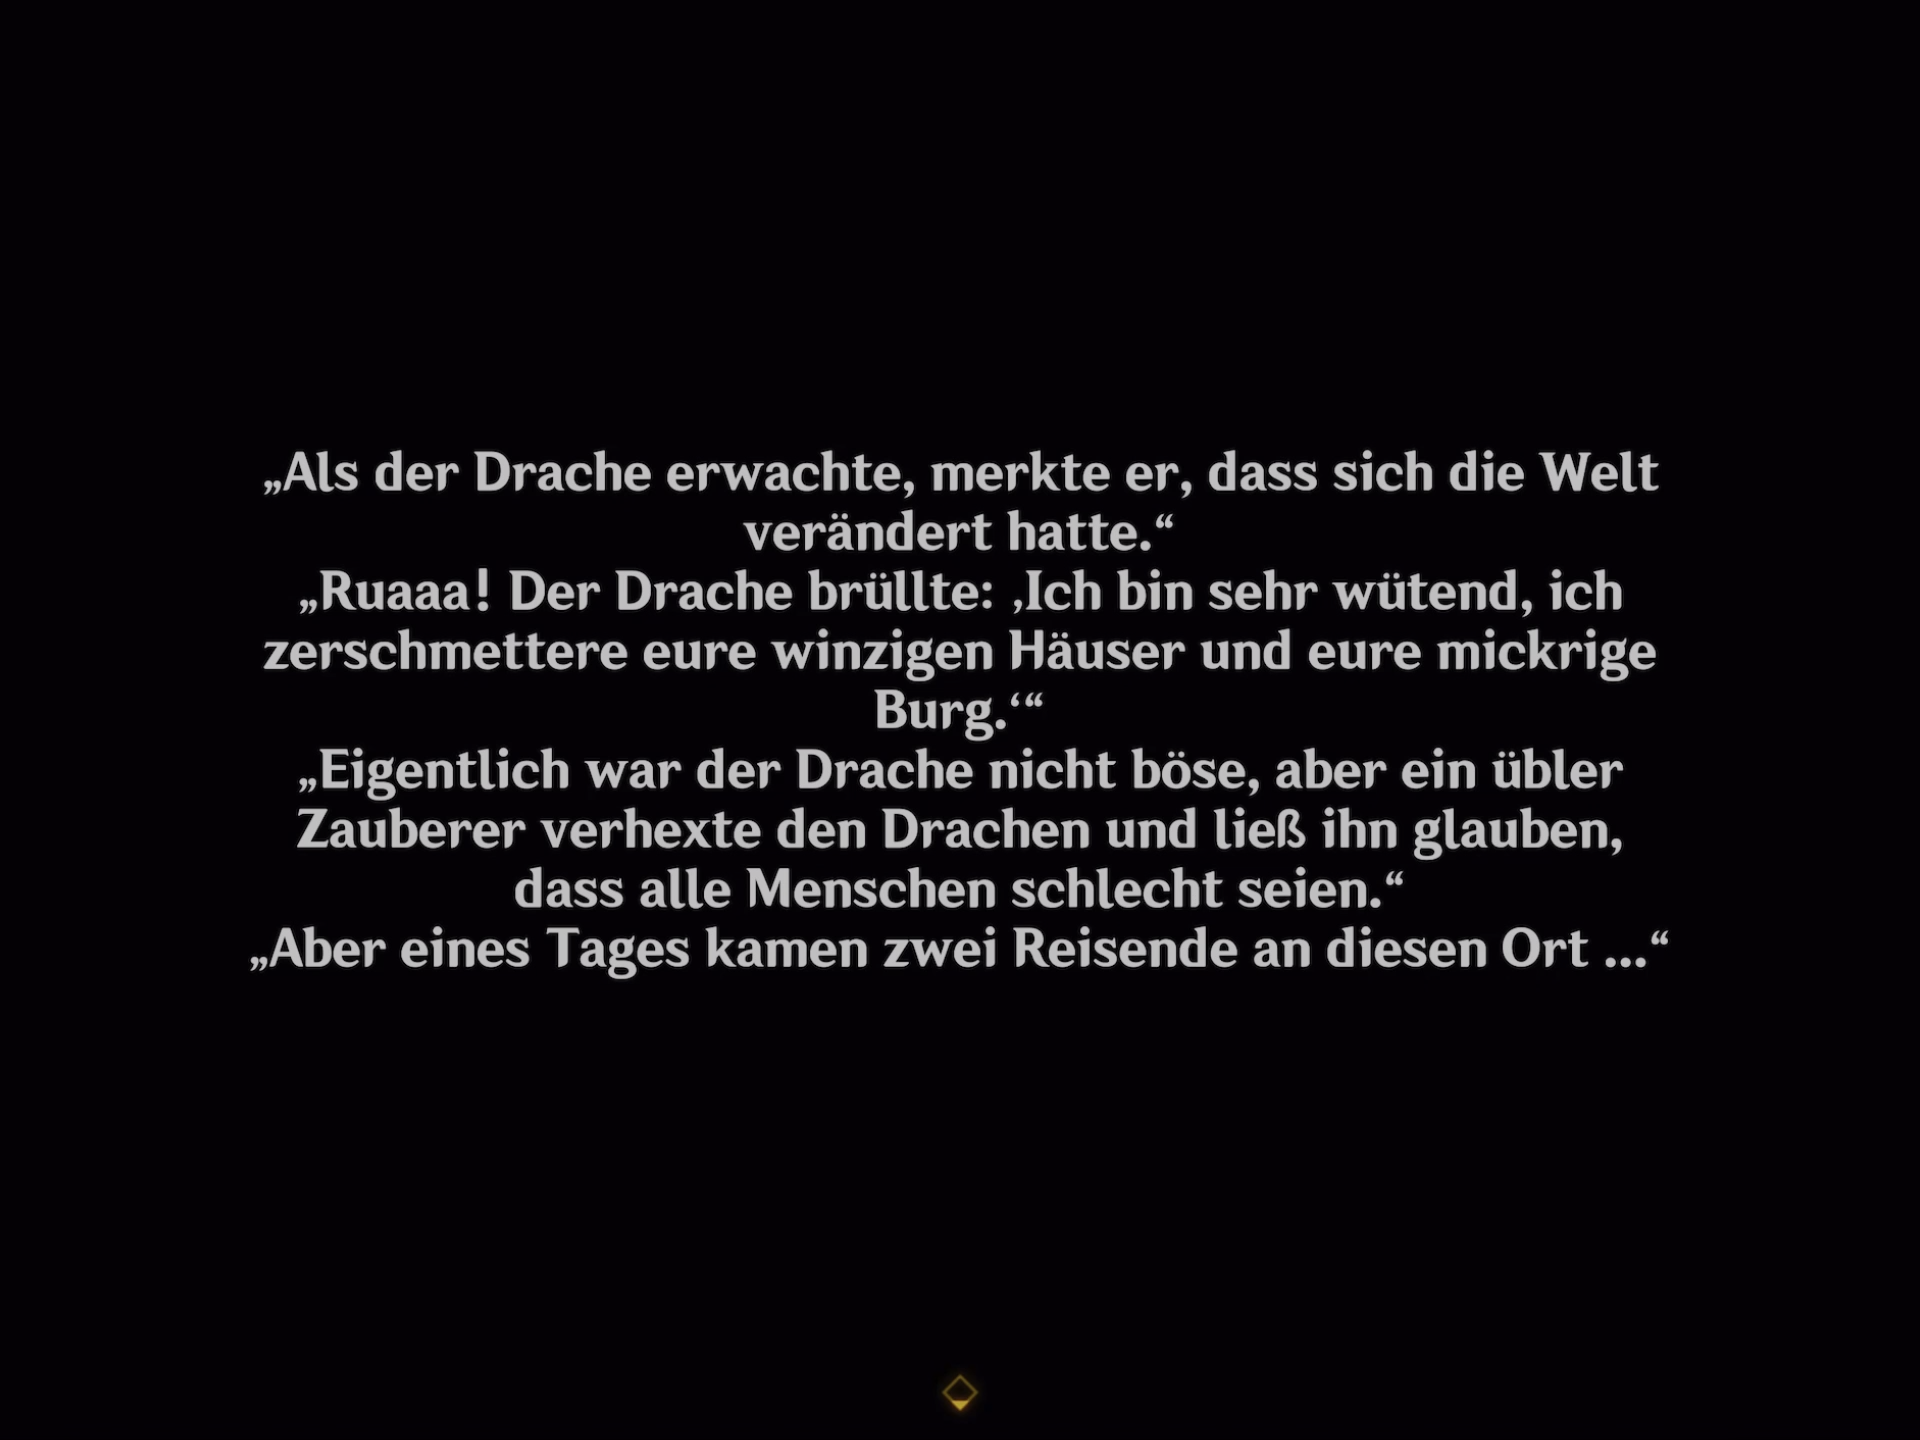 „Als der Drache erwachte, merkte er, dass sich die Welt
verändert hatte.“
„Ruaaa! Der Drache brüllte: ‚Ich bin sehr wütend, ich
zerschmettere eure winzigen Häuser und eure mickrige
Burg.‘“
„Eigentlich war der Drache nicht böse, aber ein übler
Zauberer verhexte den Drachen und ließ ihn glauben,
dass alle Menschen schlecht seien.“
„Aber eines Tages kamen zwei Reisende an diesen Ort ...“